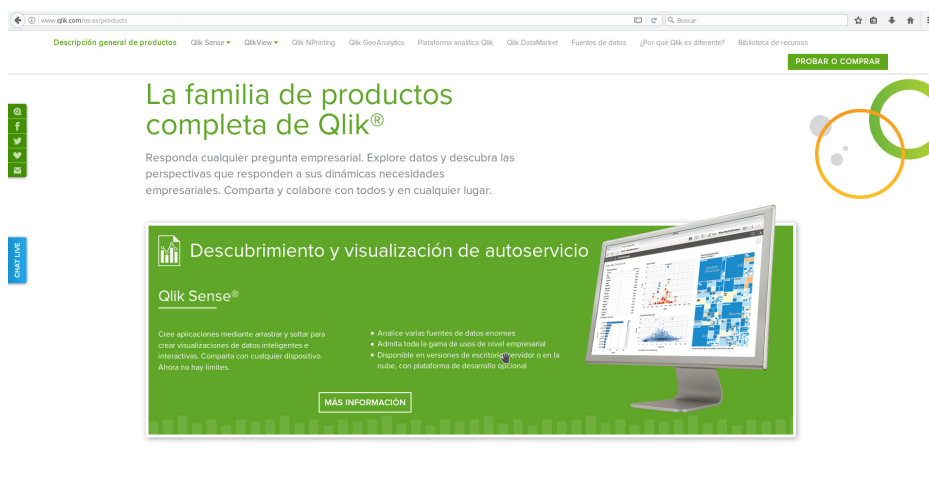 www.qlik.com/es-es/products
Buscar
Descripción general de productos Qlik Sense QlikView Qlik NPrinting Qlik GeoAnalytics Plataforma analítica Qlik Qlik DataMarket Fuentes de datos ¿Por qué Qlik es diferente? Biblioteca de recursos
PROBAR O COMPRAR
La familia de productos
completa de Qlik®
Responda cualquier pregunta empresarial. Explore datos y descubra las
perspectivas que responden a sus dinámicas necesidades
empresariales. Comparta y colabore con todos y en cualquier lugar.
CHAT LIVE
Descubrimiento y visualización de autoservicio
Qlik Sense®
Cree aplicaciones mediante arrastrar y soltar para
crear visualizaciones de datos inteligentes e
interactivas. Comparta con cualquier dispositivo.
Ahora no hay límites.
Analice varias fuentes de datos enormes
Admita toda la gama de usos de nivel empresarial
Disponible en versiones de escritorio, servidor o en la
nube, con plataforma de desarrollo opcional
MÁS INFORMACIÓN